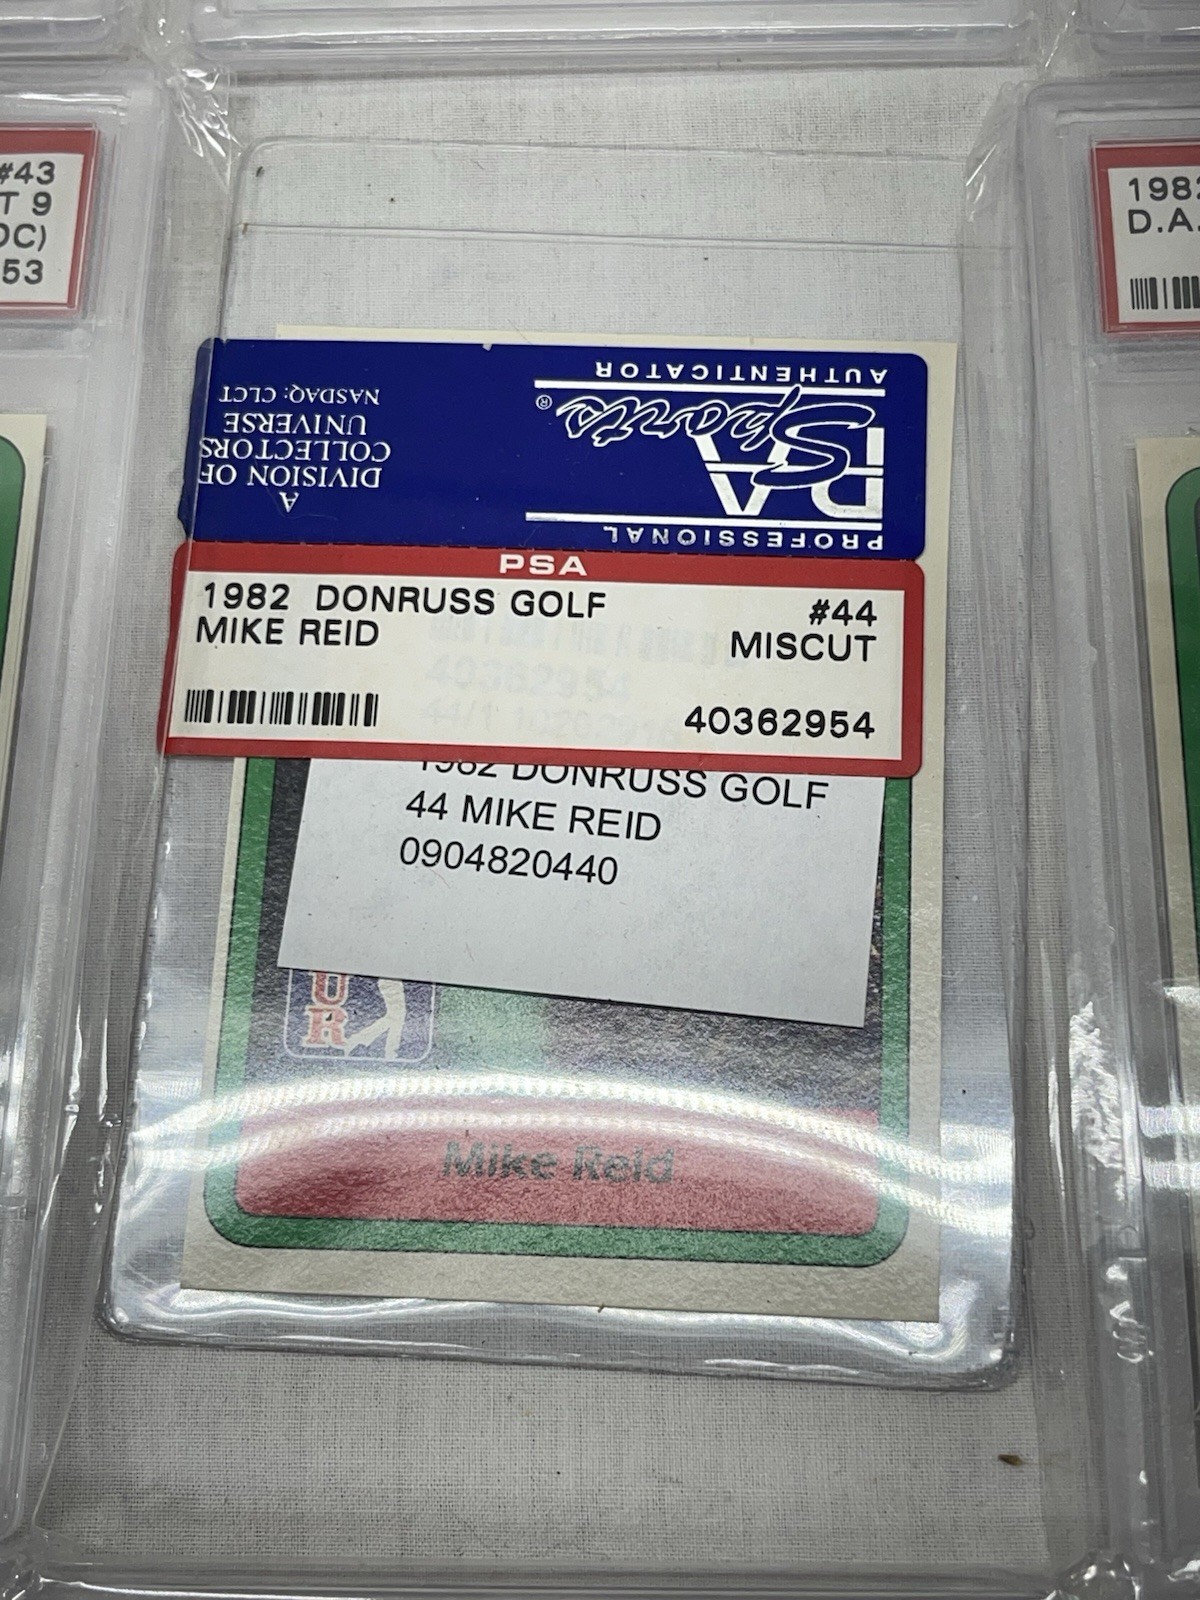 #43
T 9
OC)
53
1982
D.A.
PROFESSIONAL
PSA
Sports®
AUTHENTICATOR
A
DIVISION OF
COLLECTORS
UNIVERSE
NASDAQ: CLCT
PSA
1982 DONRUSS GOLF #44
MIKE REID MISCUT
40362954
1982 DONRUSS GOLF
44 MIKE REID
0904820440
UR
Mike Reid